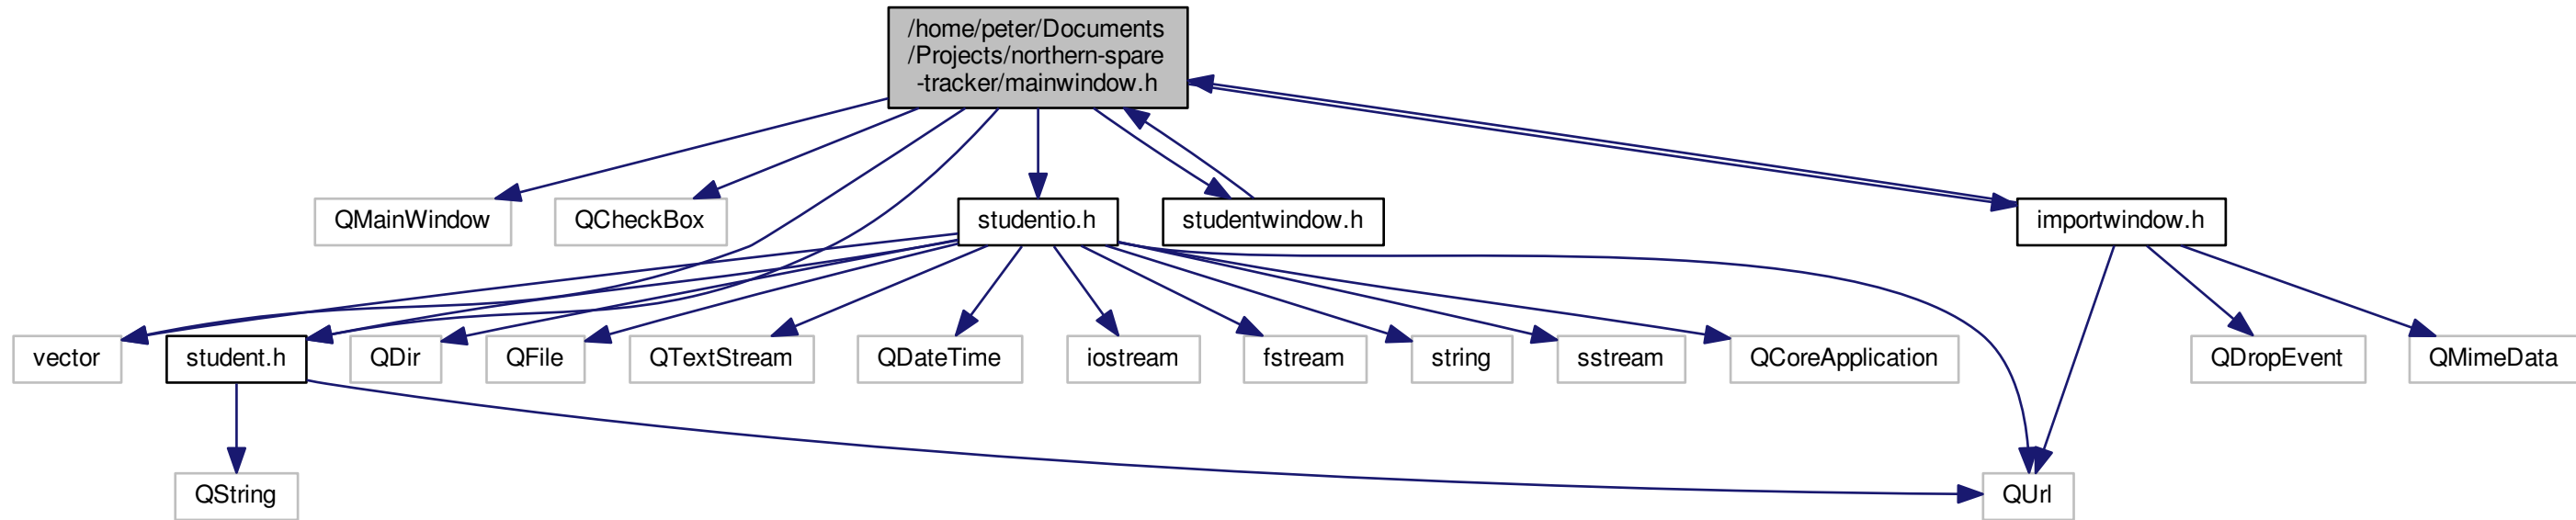 /home/peter/Documents
/Projects/northern-spare
-tracker/mainwindow.h
QMainWindow
QCheckBox
studentio.h
studentwindow.h
importwindow.h
vector
student.h
QDir
QFile
QTextStream
QDateTime
iostream
fstream
string
sstream
QCoreApplication
QDropEvent
QMimeData
QString
QUrl